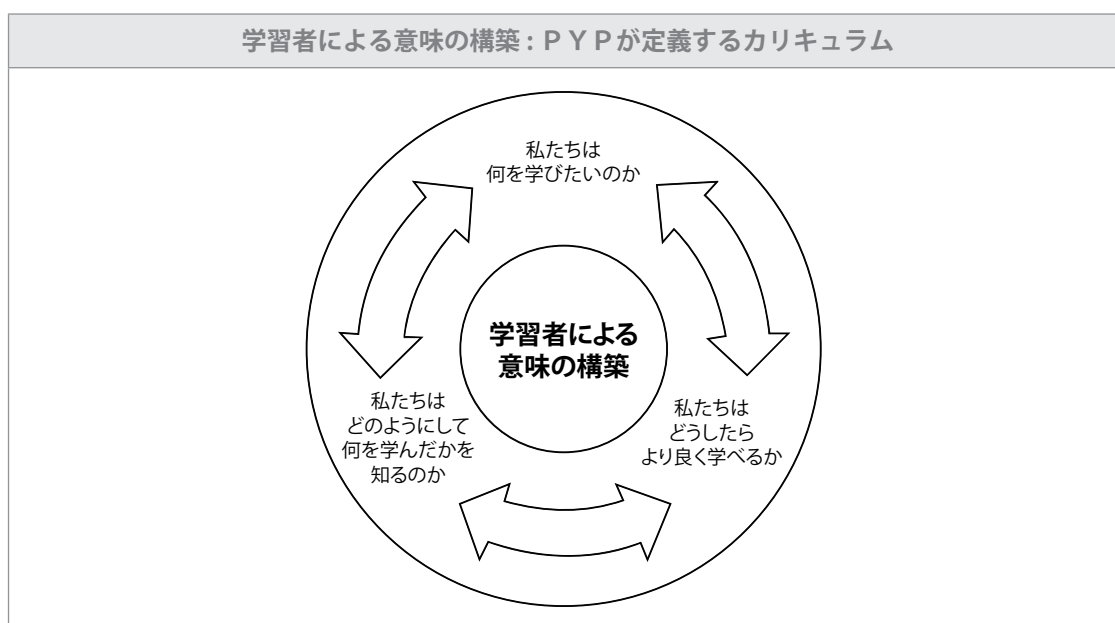 学習者による意味の構築 : ＰＹＰが定義するカリキュラム
私たちは
何を学びたいのか
学習者による
意味の構築
私たちは
どのようにして
何を学んだかを
知るのか
私たちは
どうしたら
より良く学べるか